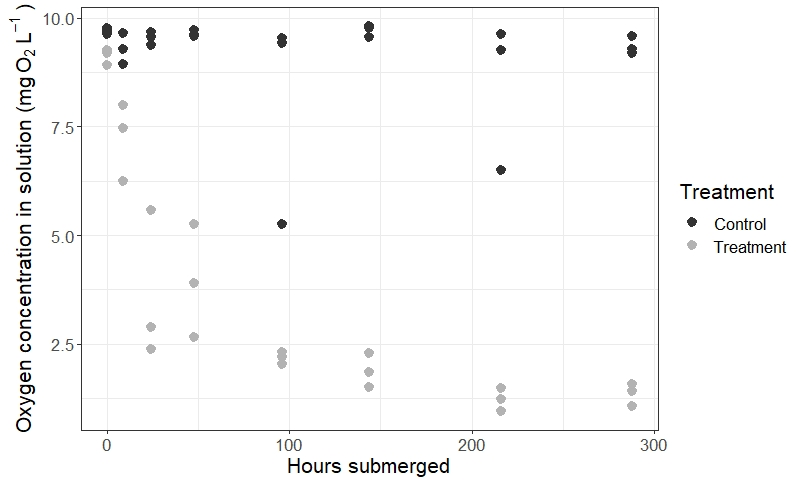 Oxygen concentration in solution (mg O₂ L⁻¹ )
10.0
7.5
5.0
2.5
0
100
200
300
Hours submerged
Treatment
Control
Treatment